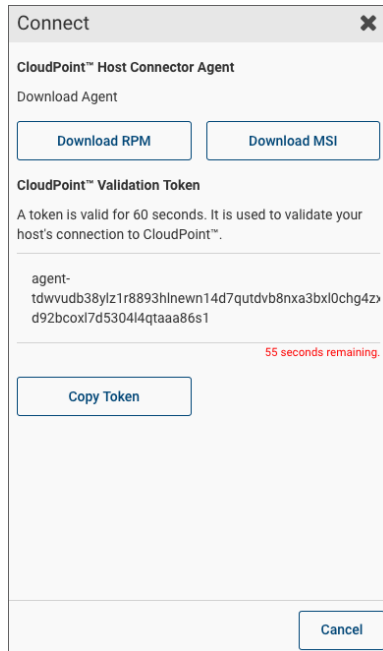 Connect
CloudPoint™ Host Connector Agent
Download Agent
Download RPM
Download MSI
CloudPoint™ Validation Token
A token is valid for 60 seconds. It is used to validate your
host's connection to CloudPoint™.
agent-
tdwvudb38ylz1r8893hlnewn14d7qutdvb8nxa3bxl0chg4zx
d92bcoxl7d5304l4qtaaa86s1
55 seconds remaining.
Copy Token
Cancel